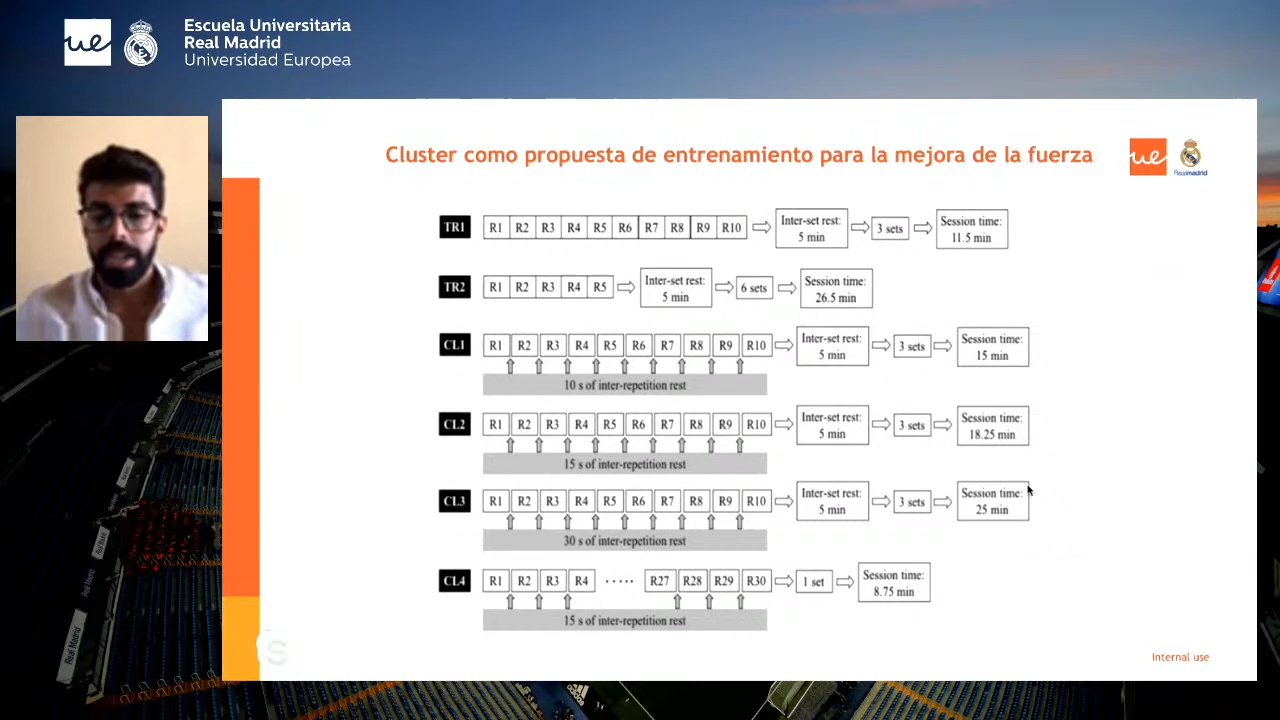 ue
Escuela Universitaria
Real Madrid
Universidad Europea
Cluster como propuesta de entrenamiento para la mejora de la fuerza
ue
Realmadrid
TR1 R1 R2 R3 R4 R5 R6 R7 R8 R9 R10 Inter-set rest: 5 min 3 sets Session time: 11.5 min
TR2 R1 R2 R3 R4 R5 Inter-set rest: 5 min 6 sets Session time: 26.5 min
CL1 R1 R2 R3 R4 R5 R6 R7 R8 R9 R10 Inter-set rest: 5 min 3 sets Session time: 15 min
10 s of inter-repetition rest
CL2 R1 R2 R3 R4 R5 R6 R7 R8 R9 R10 Inter-set rest: 5 min 3 sets Session time: 18.25 min
15 s of inter-repetition rest
CL3 R1 R2 R3 R4 R5 R6 R7 R8 R9 R10 Inter-set rest: 5 min 3 sets Session time: 25 min
30 s of inter-repetition rest
CL4 R1 R2 R3 R4 ..... R27 R28 R29 R30 1 set Session time: 8.75 min
15 s of inter-repetition rest
Internal use
Real Madrid